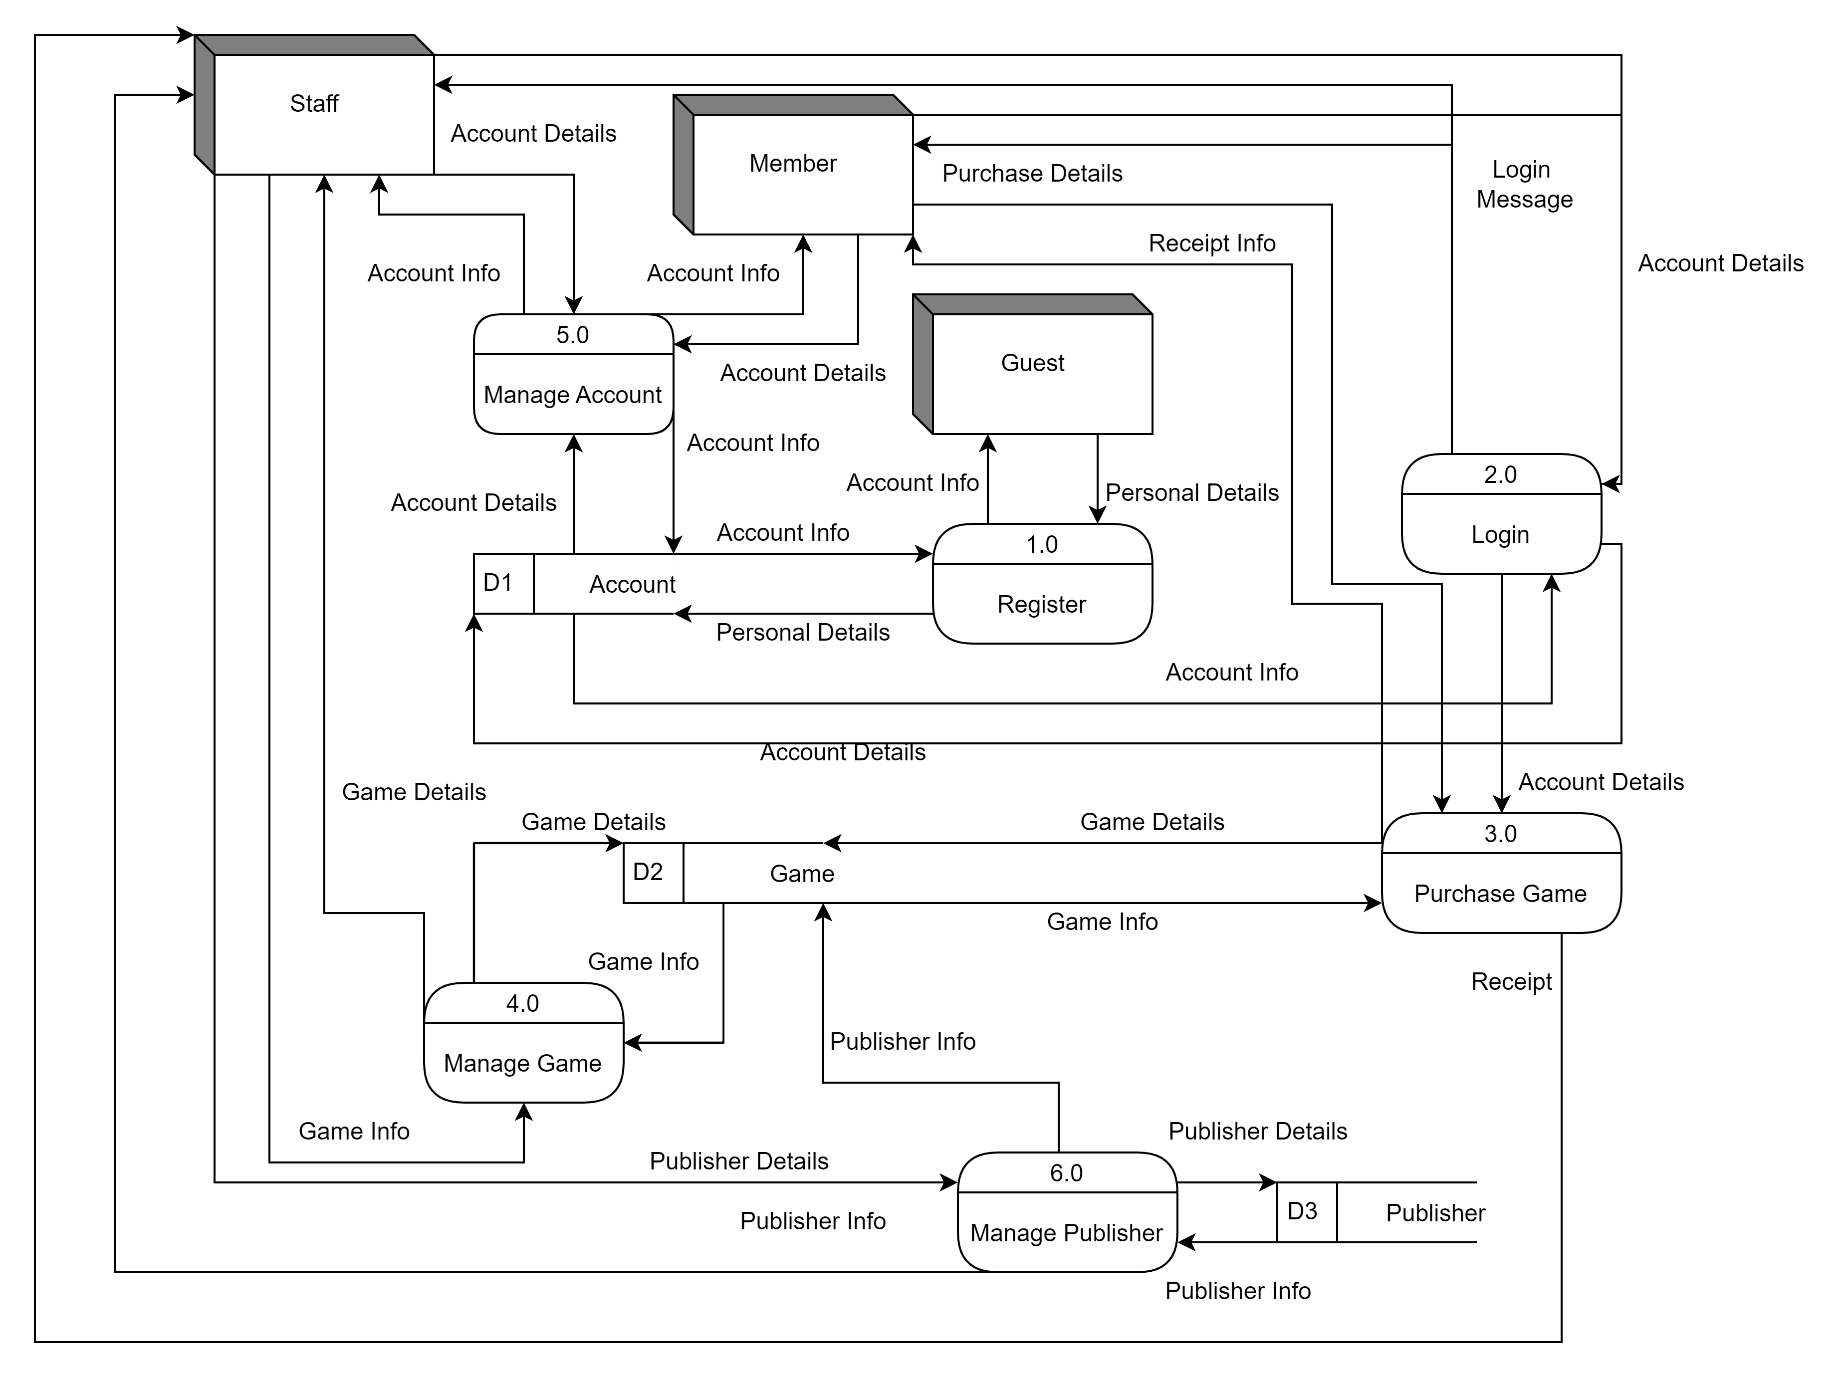 Staff
Account Details
Member
Purchase Details
Login
Message
Receipt Info
Account Details
Account Info
Account Info
5.0
Manage Account
Account Details
Guest
Account Info
Account Info
Personal Details
2.0
Login
Account Details
Account Info
1.0
Register
D1
Account
Personal Details
Account Info
Account Details
Account Details
Game Details
Game Details
Game Details
3.0
Purchase Game
D2
Game
Game Info
Game Info
Receipt
4.0
Manage Game
Publisher Info
Game Info
Publisher Details
Publisher Details
6.0
Manage Publisher
D3
Publisher
Publisher Info
Publisher Info